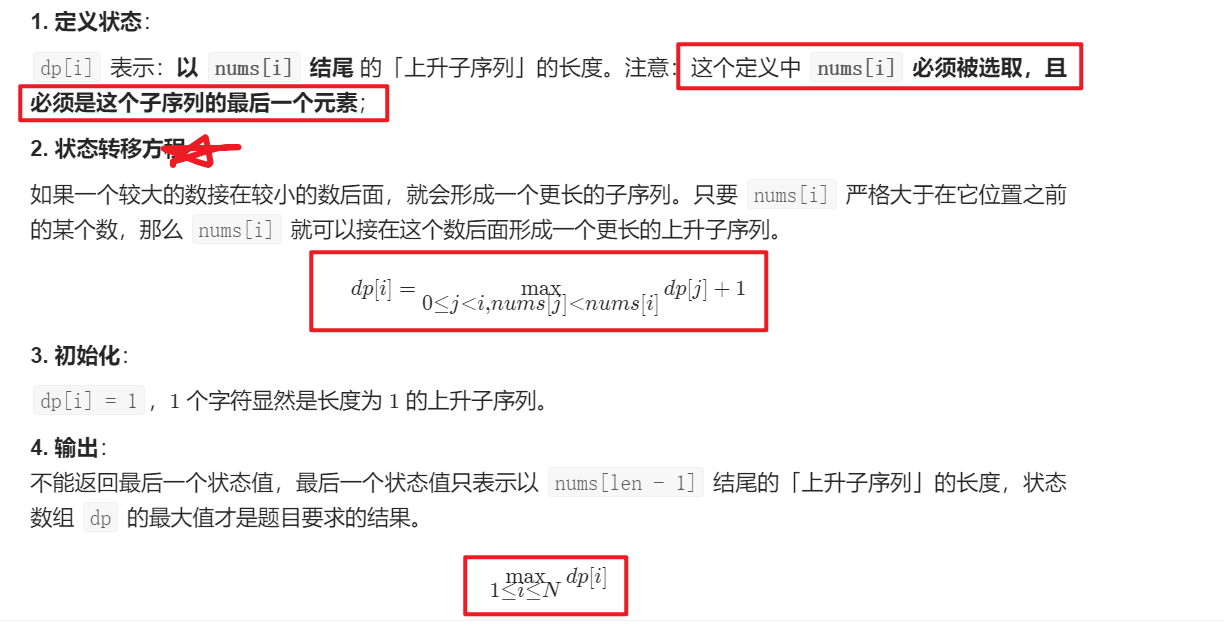 1. 定义状态：
dp[i] 表示：以 nums[i] 结尾 的「上升子序列」的长度。注意：这个定义中 nums[i] 必须被选取，且
必须是这个子序列的最后一个元素；
2. 状态转移方程
如果一个较大的数接在较小的数后面，就会形成一个更长的子序列。只要 nums[i] 严格大于在它位置之前
的某个数，那么 nums[i] 就可以接在这个数后面形成一个更长的上升子序列。
dp[i] = max 0≤j<i,nums[j]<nums[i] dp[j] + 1
3. 初始化：
dp[i] = 1，1 个字符显然是长度为 1 的上升子序列。
4. 输出：
不能返回最后一个状态值，最后一个状态值只表示以 nums[len - 1] 结尾的「上升子序列」的长度，状态
数组 dp 的最大值才是题目要求的结果。
max 1≤i≤N dp[i]